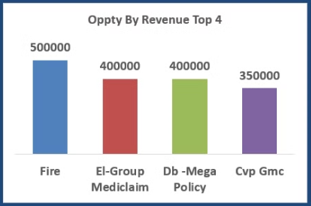 Oppty By Revenue Top 4
500000
400000
400000
350000
Fire
El-Group
Mediclaim
Db -Mega
Policy
Cvp Gmc